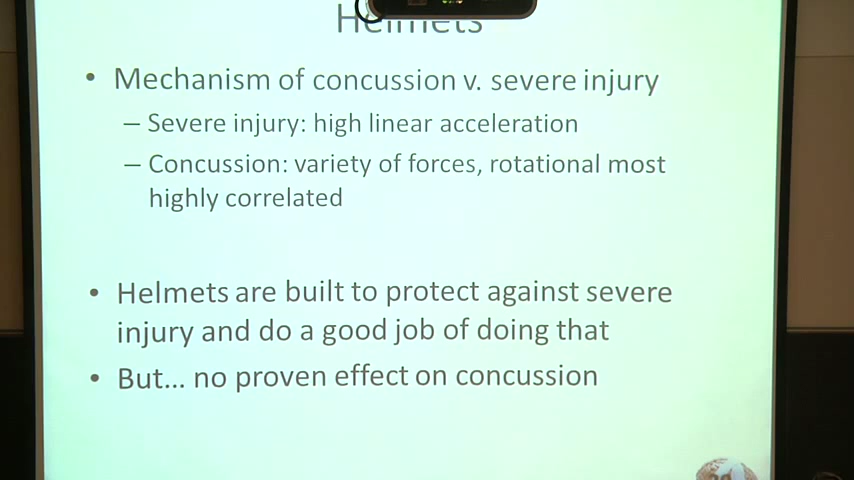 Helmets
• Mechanism of concussion v. severe injury
– Severe injury: high linear acceleration
– Concussion: variety of forces, rotational most
highly correlated
• Helmets are built to protect against severe
injury and do a good job of doing that
• But... no proven effect on concussion